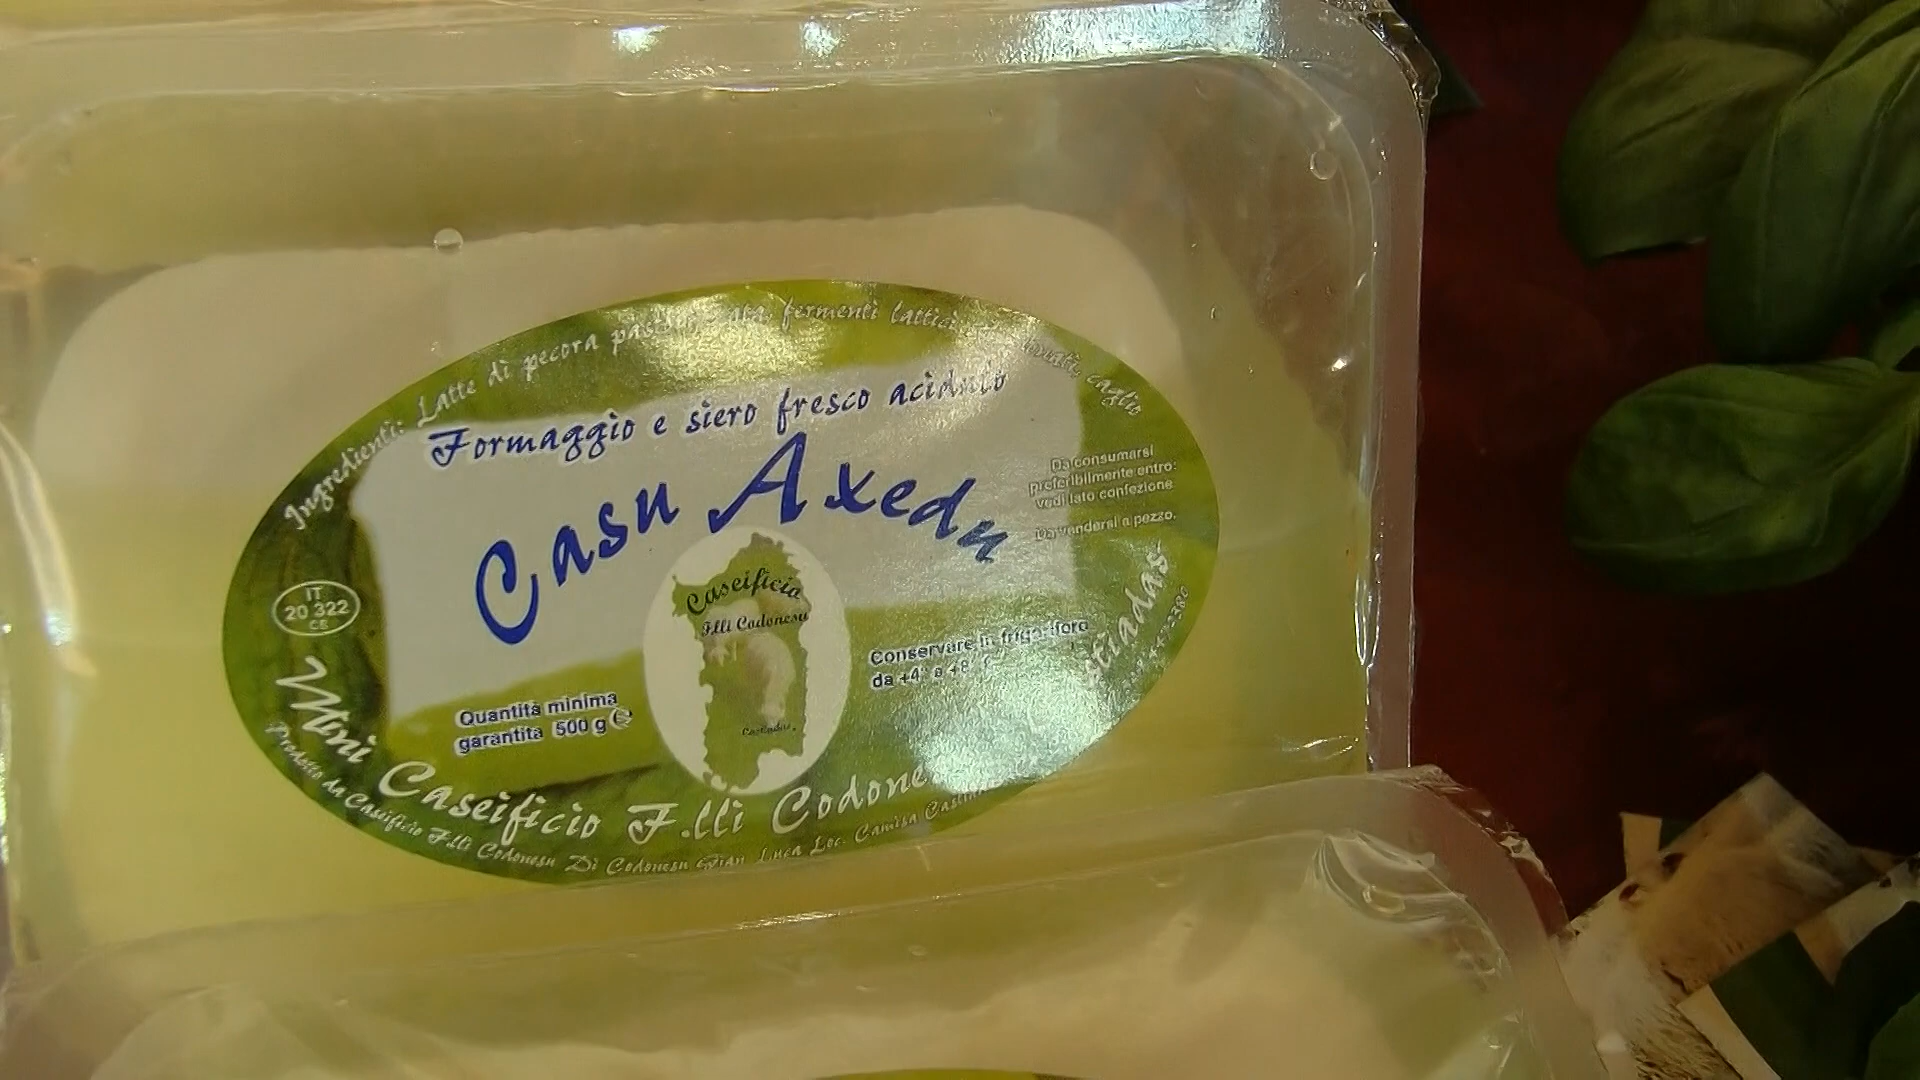 Ingredienti: Latte di pecora fermenti lattici caglio
Formaggio e siero fresco acidulo
Casu Axedu
Da consumarsi
preferibilmente entro:
vedi lato confezione
Da vendersi a pezzo.
IT
20 322
CE
Caseificio
F.lli Codonesu
Castiadas
Conservare in frigorifero
da +4° a +8°
Quantità minima
garantita 500 g e
Mini Caseificio F.lli
Prodotto da Caseificio F.lli Codonesu Di Codonesu Gian Luca Loc. Camisa